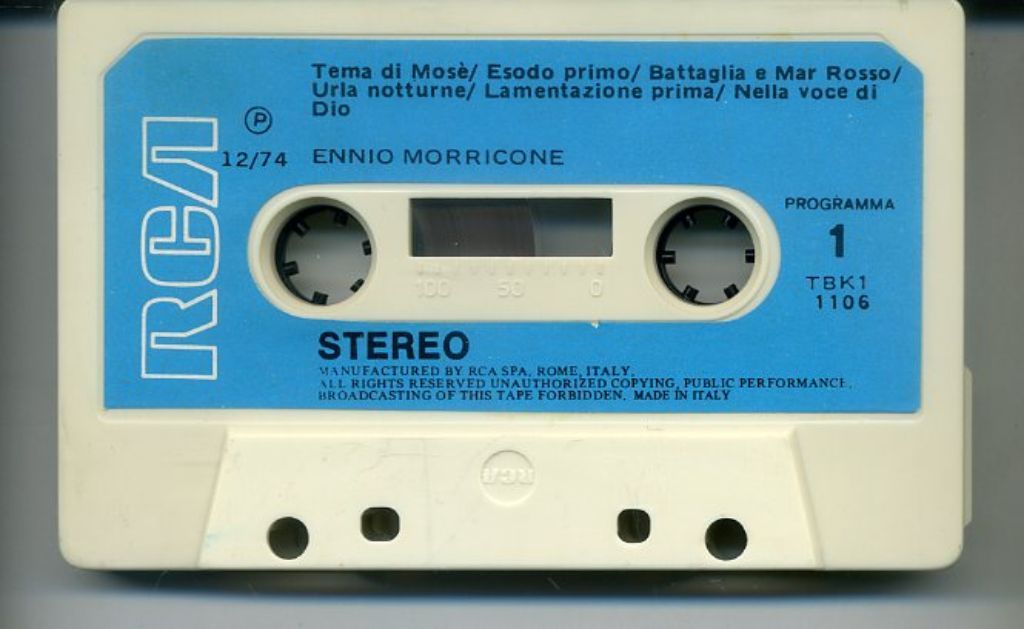 Tema di Mosè/ Esodo primo/ Battaglia e Mar Rosso/
Urla notturne/ Lamentazione prima/ Nella voce di
Dio
Ⓟ
12/74 ENNIO MORRICONE
RCA
PROGRAMMA
1
TBK1
1106
100 50 0
STEREO
MANUFACTURED BY RCA SPA, ROME, ITALY.
ALL RIGHTS RESERVED UNAUTHORIZED COPYING, PUBLIC PERFORMANCE,
BROADCASTING OF THIS TAPE FORBIDDEN. MADE IN ITALY
RCA